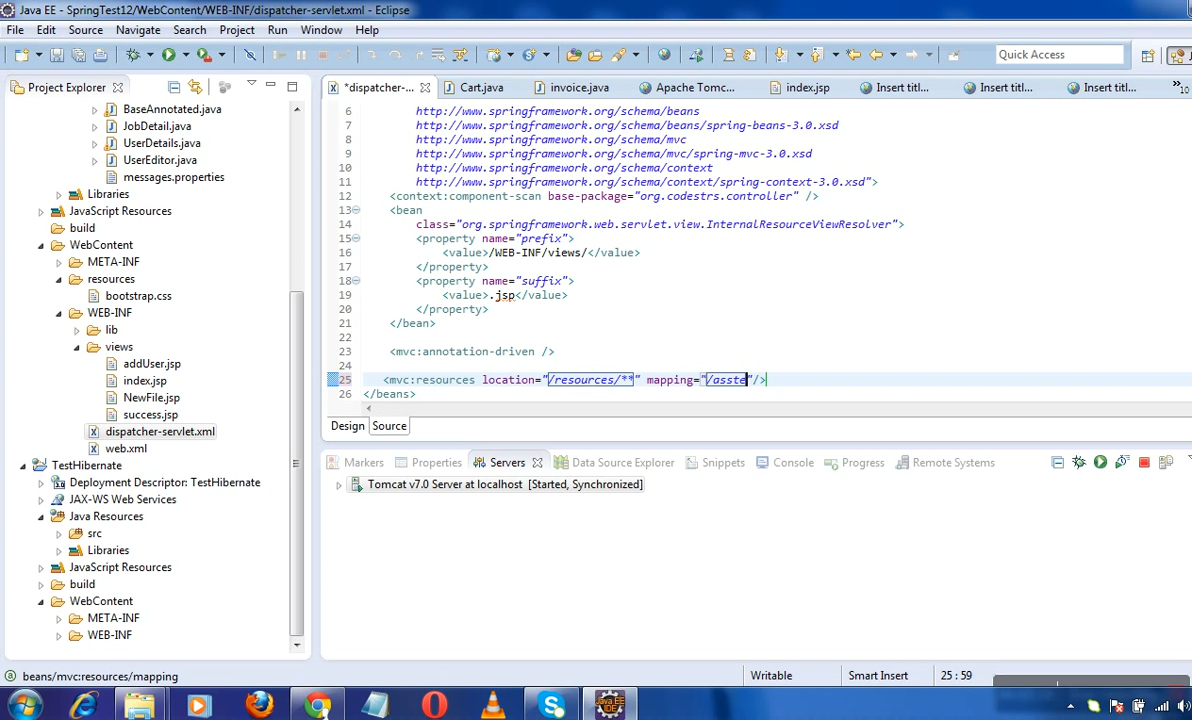 Java EE - SpringTest12/WebContent/WEB-INF/dispatcher-servlet.xml - Eclipse
File Edit Source Navigate Search Project Run Window Help
Quick Access
Project Explorer
*dispatcher-... Cart.java invoice.java Apache Tomc... index.jsp Insert titl... Insert titl... Insert titl... »10
BaseAnnotated.java
JobDetail.java
UserDetails.java
UserEditor.java
messages.properties
Libraries
JavaScript Resources
build
WebContent
META-INF
resources
bootstrap.css
WEB-INF
lib
views
addUser.jsp
index.jsp
NewFile.jsp
success.jsp
dispatcher-servlet.xml
web.xml
TestHibernate
Deployment Descriptor: TestHibernate
JAX-WS Web Services
Java Resources
src
Libraries
JavaScript Resources
build
WebContent
META-INF
WEB-INF
6 http://www.springframework.org/schema/beans
7 http://www.springframework.org/schema/beans/spring-beans-3.0.xsd
8 http://www.springframework.org/schema/mvc
9 http://www.springframework.org/schema/mvc/spring-mvc-3.0.xsd
10 http://www.springframework.org/schema/context
11 http://www.springframework.org/schema/context/spring-context-3.0.xsd">
12 <context:component-scan base-package="org.codestrs.controller" />
13 <bean
14 class="org.springframework.web.servlet.view.InternalResourceViewResolver">
15 <property name="prefix">
16 <value>/WEB-INF/views/</value>
17 </property>
18 <property name="suffix">
19 <value>.jsp</value>
20 </property>
21 </bean>
22
23 <mvc:annotation-driven />
24
25 <mvc:resources location="/resources/**" mapping="/asste"/>
26 </beans>
Design Source
Markers Properties Servers Data Source Explorer Snippets Console Progress Remote Systems
Tomcat v7.0 Server at localhost [Started, Synchronized]
beans/mvc:resources/mapping Writable Smart Insert 25 : 59
Java EE
IDE